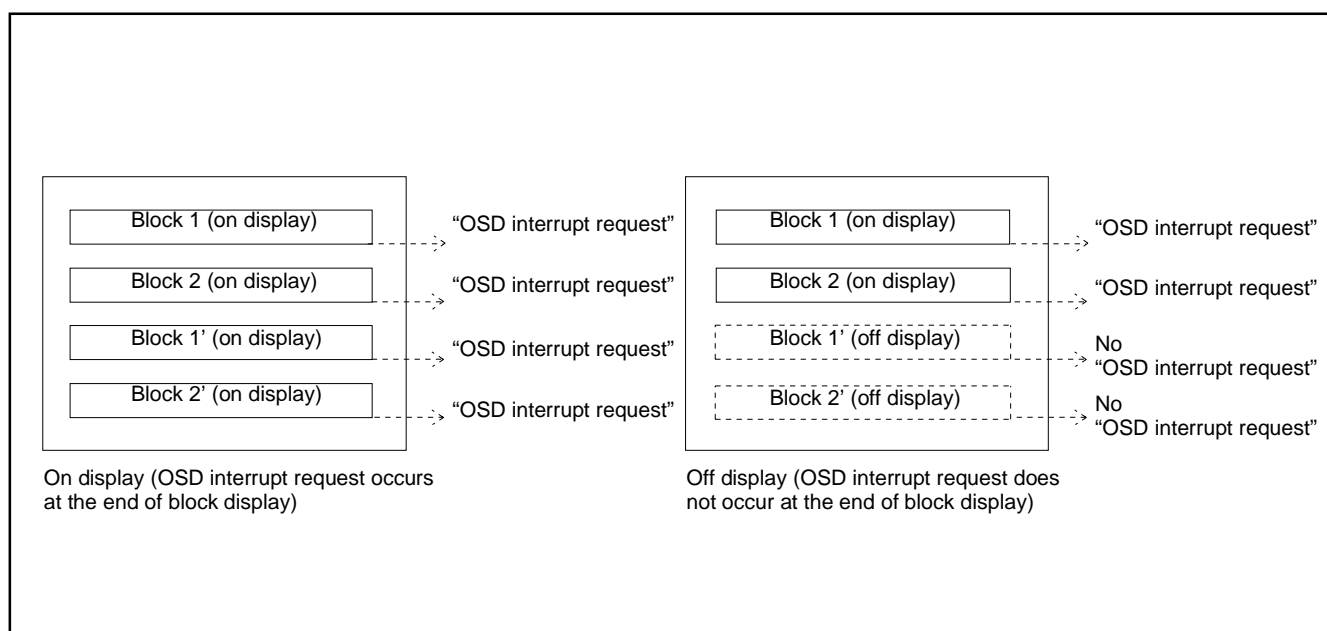 Block 1 (on display)
“OSD interrupt request”
Block 2 (on display)
“OSD interrupt request”
Block 1’ (on display)
“OSD interrupt request”
Block 2’ (on display)
“OSD interrupt request”
On display (OSD interrupt request occurs
at the end of block display)
Block 1 (on display)
“OSD interrupt request”
Block 2 (on display)
“OSD interrupt request”
Block 1’ (off display)
No
“OSD interrupt request”
Block 2’ (off display)
No
“OSD interrupt request”
Off display (OSD interrupt request does
not occur at the end of block display)